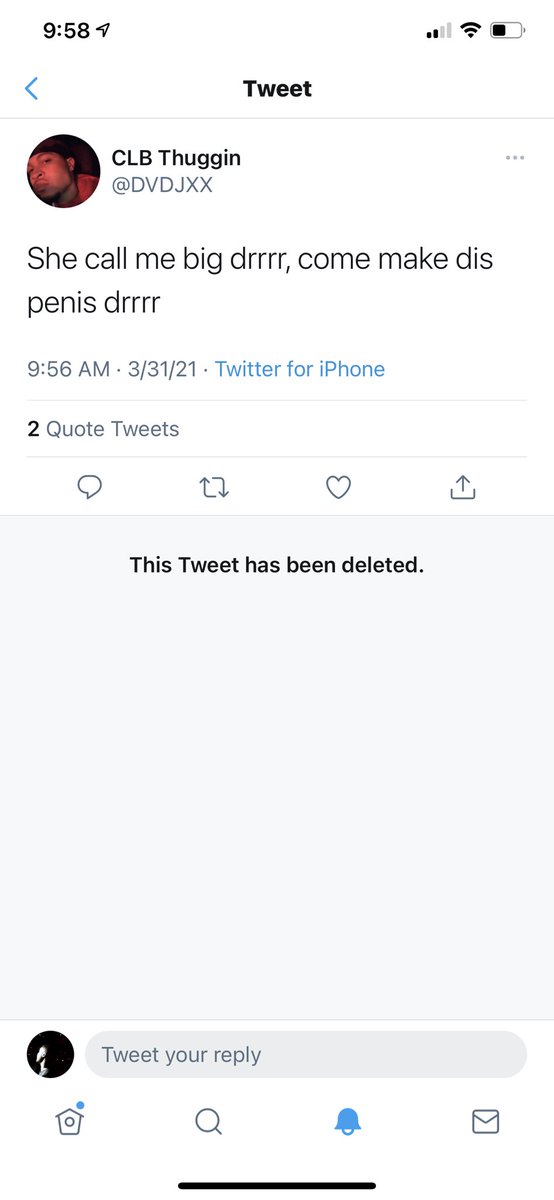 9:58
Tweet
CLB Thuggin
@DVDJXX
She call me big drrrr, come make dis
penis drrrr
9:56 AM · 3/31/21 · Twitter for iPhone
2 Quote Tweets
This Tweet has been deleted.
Tweet your reply